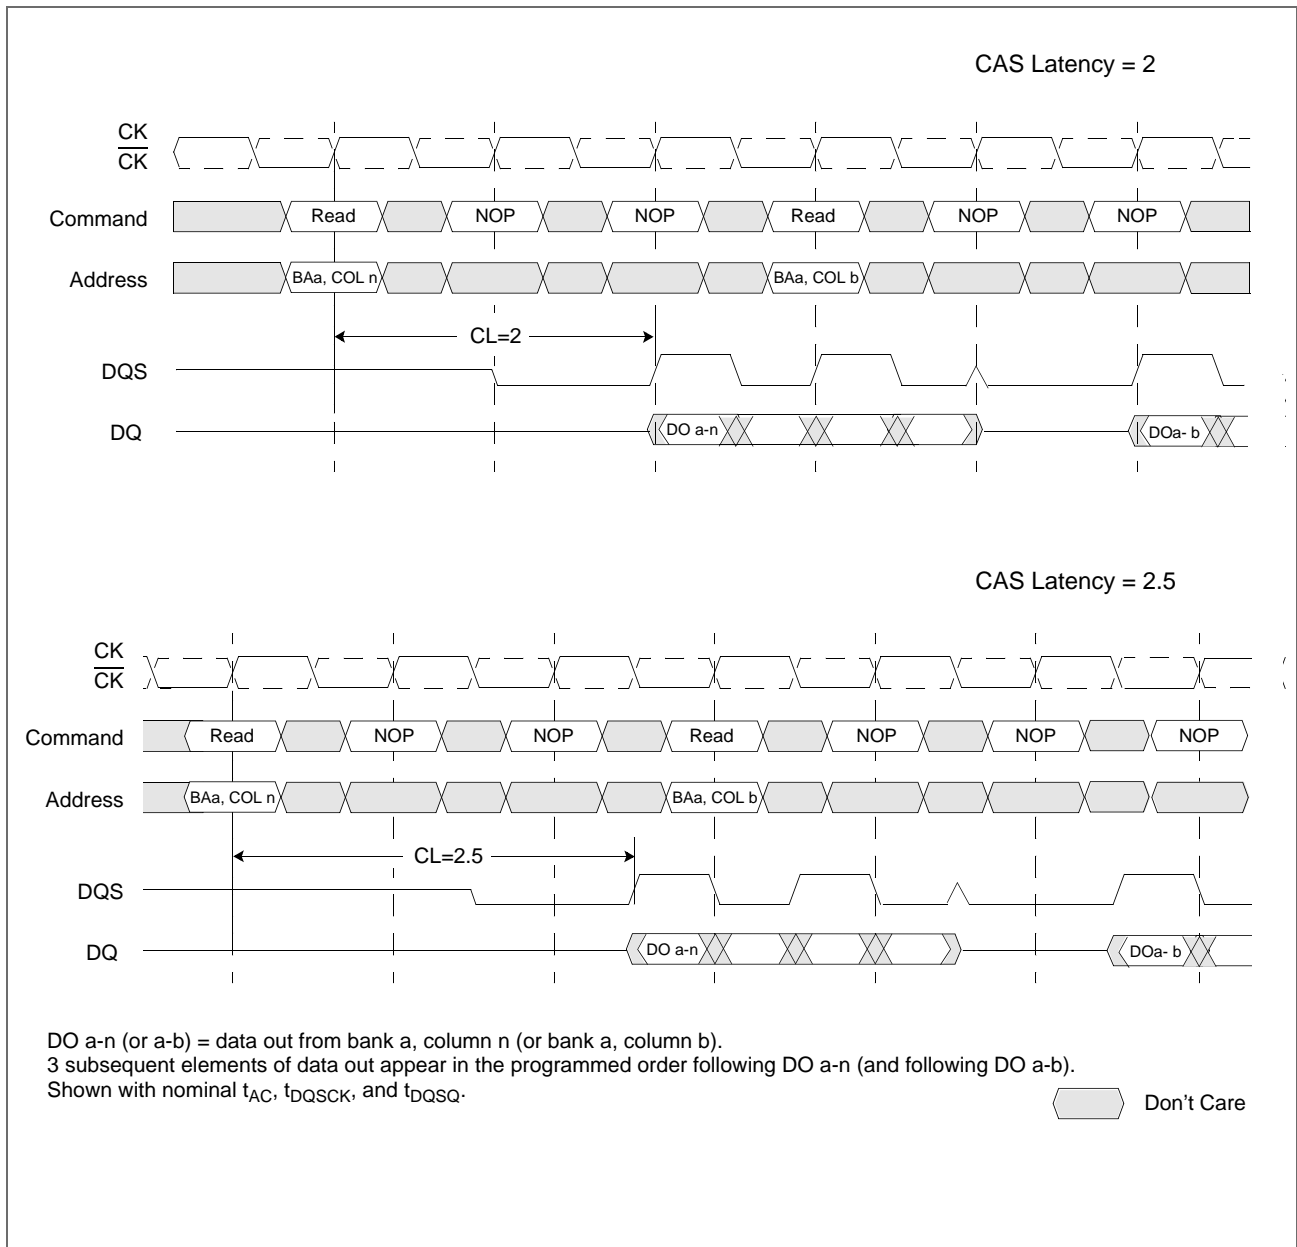 CAS Latency = 2
CK
CK
Command Read NOP NOP Read NOP NOP
Address BAa, COL n BAa, COL b
CL=2
DQS
DQ DO a-n DOa- b
CAS Latency = 2.5
CK
CK
Command Read NOP NOP Read NOP NOP NOP
Address BAa, COL n BAa, COL b
CL=2.5
DQS
DQ DO a-n DOa- b
DO a-n (or a-b) = data out from bank a, column n (or bank a, column b).
3 subsequent elements of data out appear in the programmed order following DO a-n (and following DO a-b).
Shown with nominal tAC, tDQSCK, and tDQSQ.
Don't Care